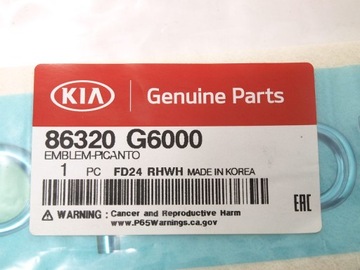 KIA Genuine Parts
86320 G6000
EMBLEM-PICANTO
1 PC FD24 RHWH MADE IN KOREA
EAC
⚠ WARNING : Cancer and Reproductive Harm
www.P65Warnings.ca.gov